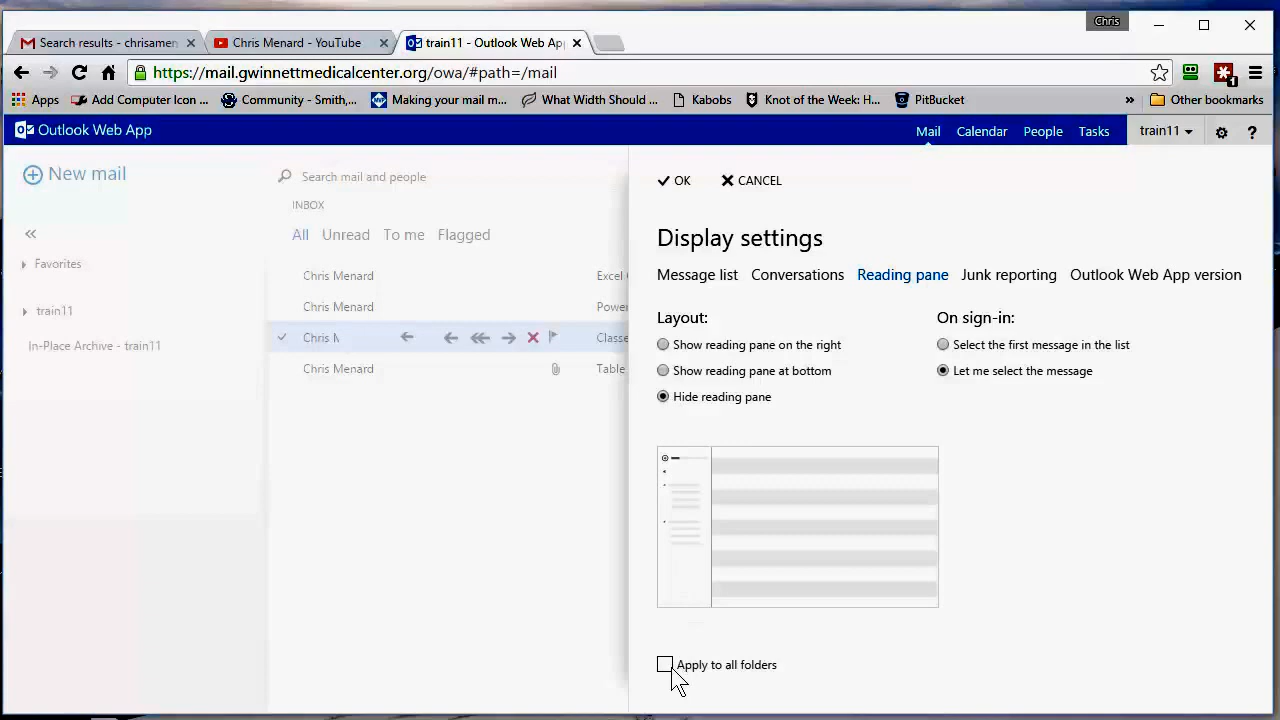 Chris
Search results - chrisamen
Chris Menard - YouTube
train11 - Outlook Web App
https://mail.gwinnettmedicalcenter.org/owa/#path=/mail
1
Apps
Add Computer Icon ...
Community - Smith,...
Making your mail m...
What Width Should ...
Kabobs
Knot of the Week: H...
PitBucket
Other bookmarks
Outlook Web App
Mail
Calendar
People
Tasks
train11
?
New mail
Search mail and people
OK
CANCEL
INBOX
All
Unread
To me
Flagged
Display settings
Favorites
train11
In-Place Archive - train11
Chris Menard
Excel
Chris Menard
Power
Chris M
Classe
Chris Menard
Table
Message list
Conversations
Reading pane
Junk reporting
Outlook Web App version
Layout:
Show reading pane on the right
Show reading pane at bottom
Hide reading pane
On sign-in:
Select the first message in the list
Let me select the message
Apply to all folders